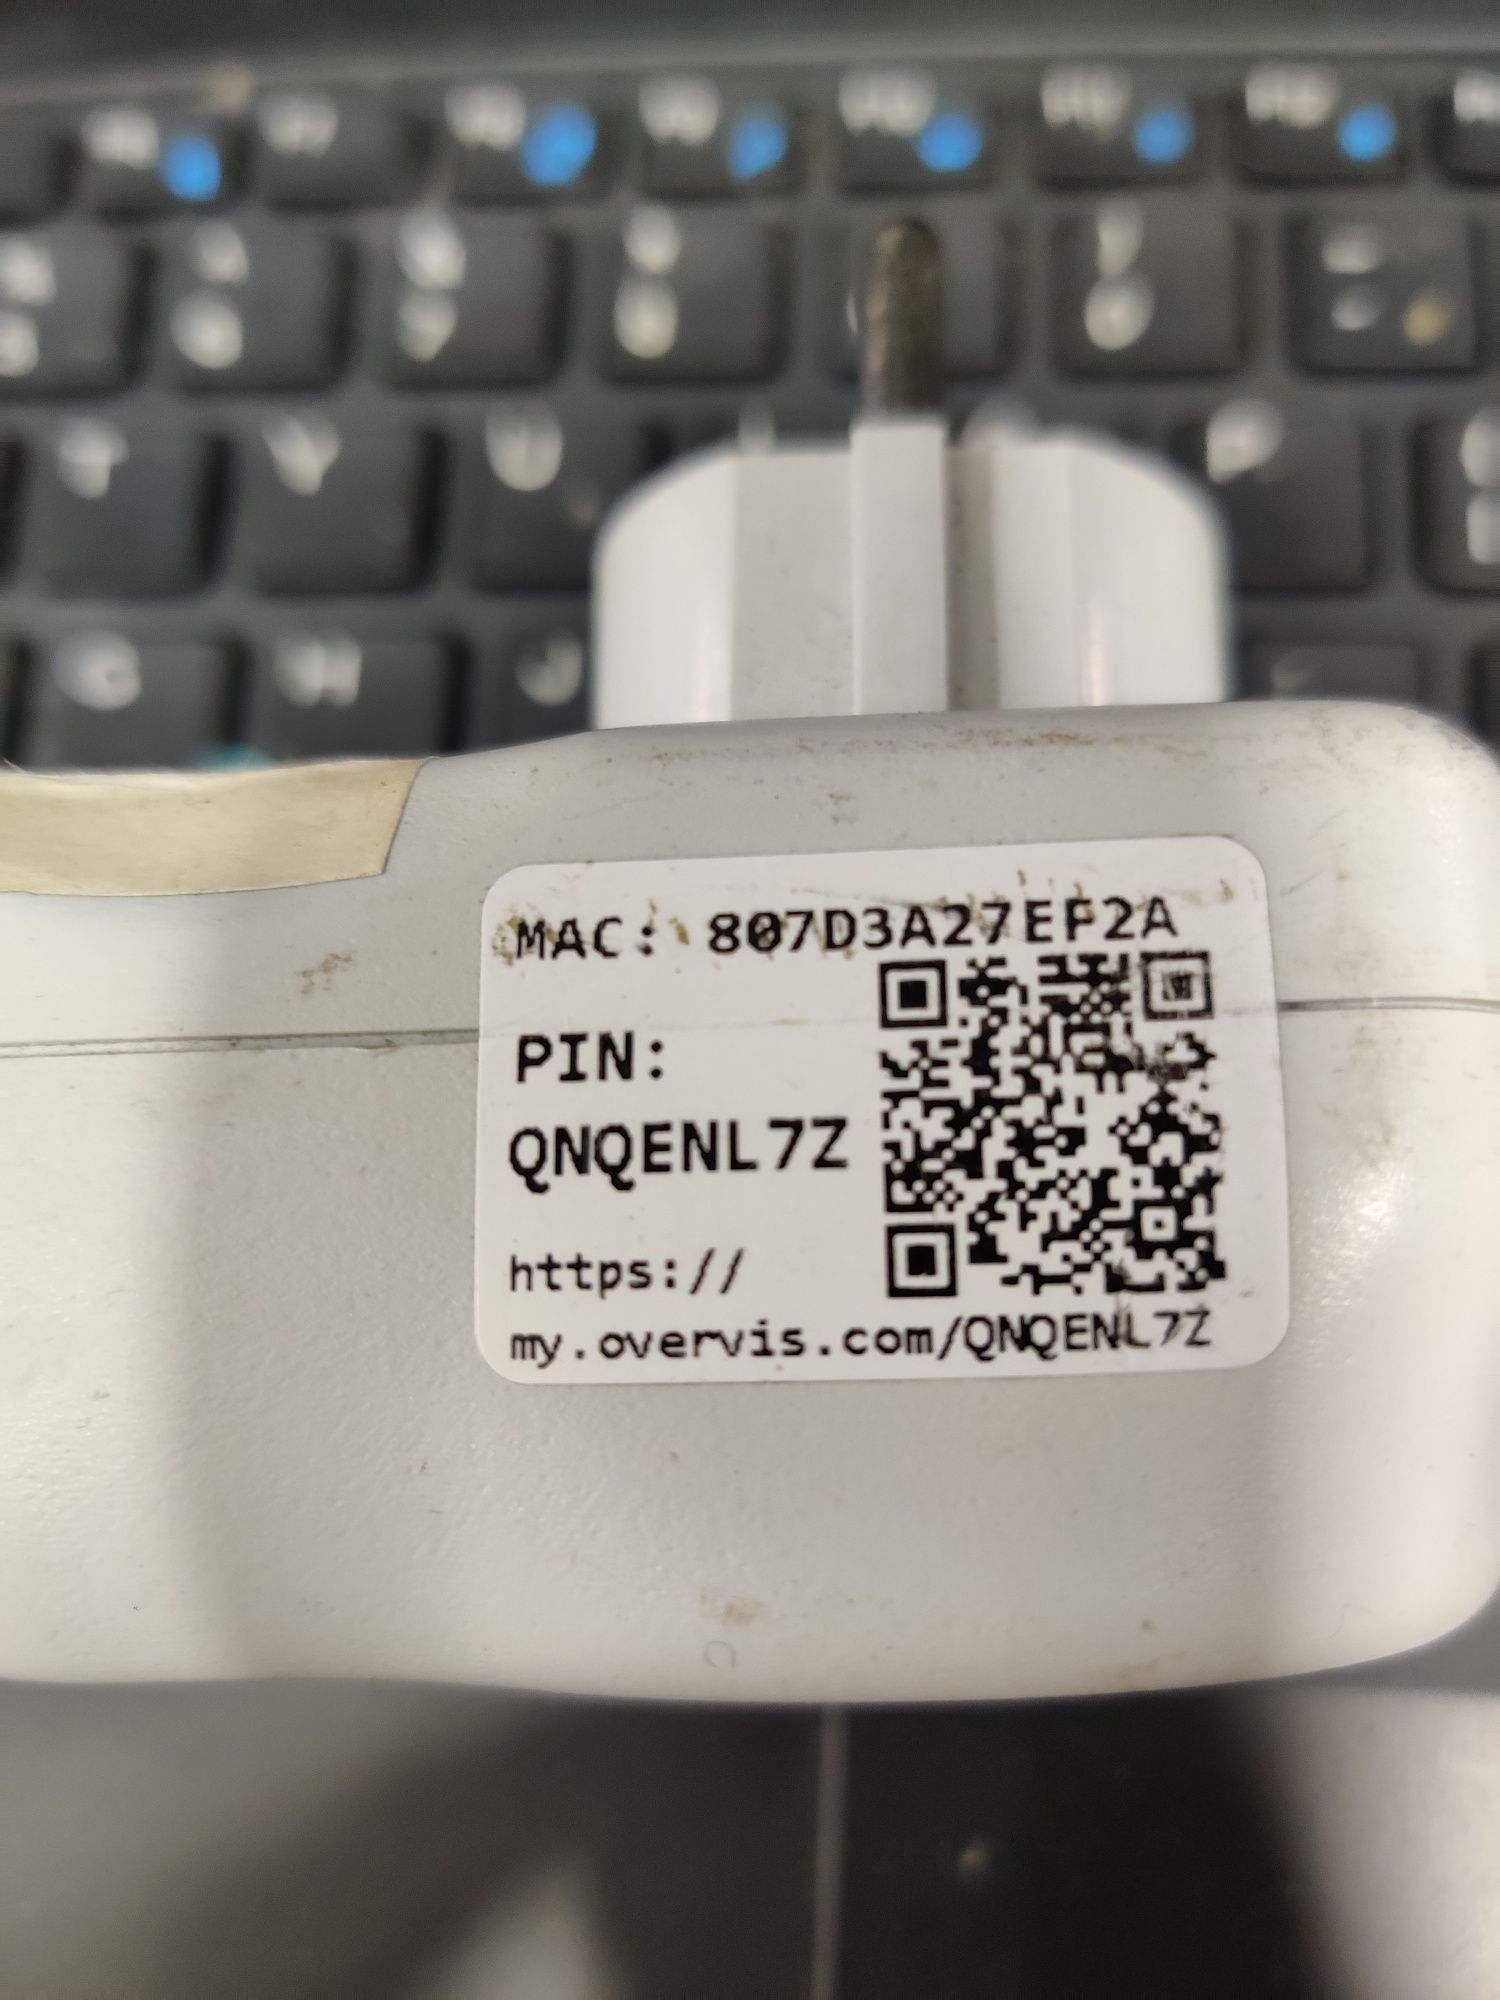 MAC: 807D3A27EF2A
PIN:
QNQENL7Z
https://
my.overvis.com/QNQENL7Z
T
Y
U
P
G
H
J